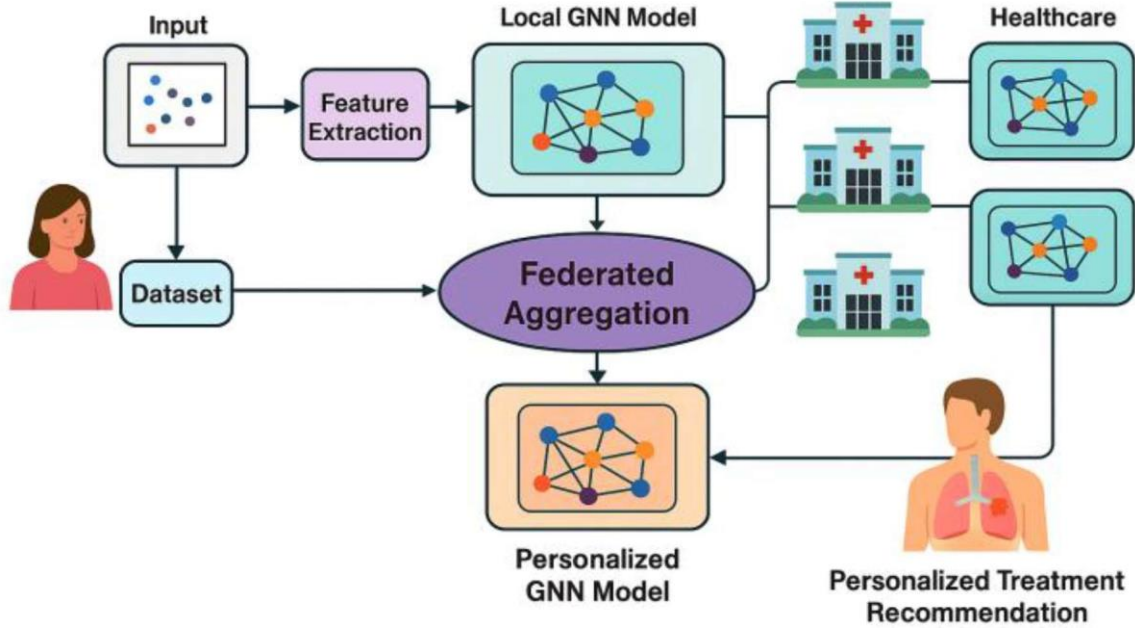 Input
Local GNN Model
Healthcare
Feature
Extraction
Dataset
Federated
Aggregation
Personalized
GNN Model
Personalized Treatment
Recommendation